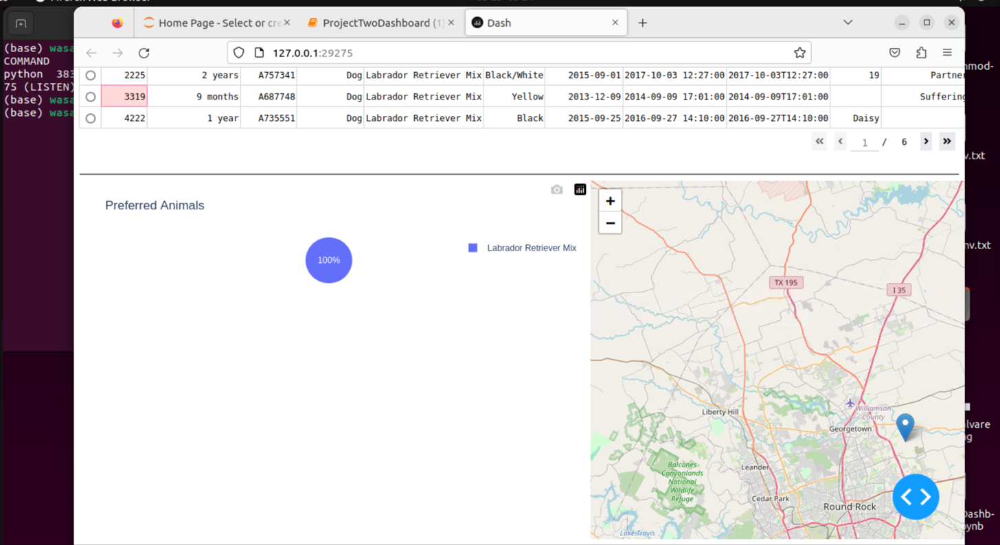 Home Page - Select or cre
ProjectTwoDashboard (1)
Dash
127.0.0.1:29275
(base) wasa
COMMAND
python 383
75 (LISTEN)
(base) wasa
(base) wasa
2225 2 years A757341 Dog Labrador Retriever Mix Black/White 2015-09-01 2017-10-03 12:27:00 2017-10-03T12:27:00 19 Partner
3319 9 months A687748 Dog Labrador Retriever Mix Yellow 2013-12-09 2014-09-09 17:01:00 2014-09-09T17:01:00 Suffering
4222 1 year A735551 Dog Labrador Retriever Mix Black 2015-09-25 2016-09-27 14:10:00 2016-09-27T14:10:00 Daisy
1 / 6
Preferred Animals
100%
Labrador Retriever Mix
+
−
TX 195
I 35
Liberty Hill
Williamson
County
Georgetown
Leander
Balcones
Canyonlands
National
Wildlife
Refuge
Cedar Park
Round Rock
Lake Travis
nmod-
v.txt
nv.txt
lvare
g
Dashb-
ynb